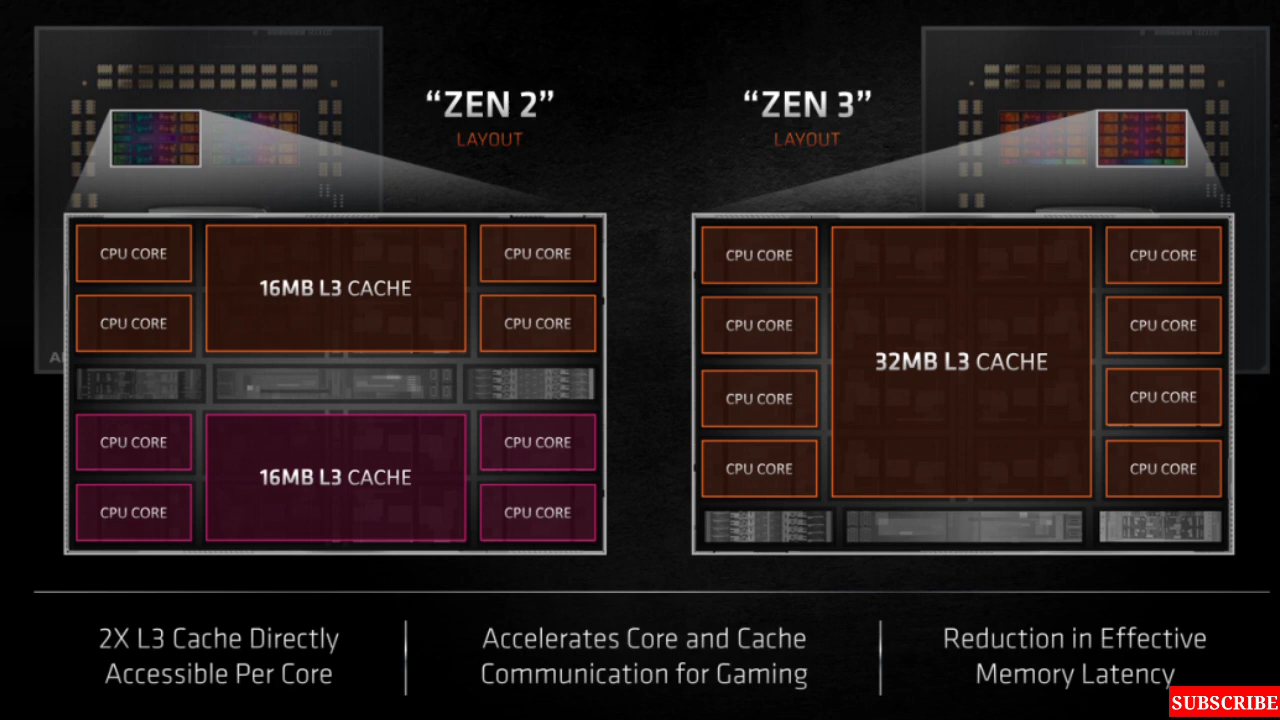 “ZEN 2”
LAYOUT
“ZEN 3”
LAYOUT
CPU CORE
16MB L3 CACHE
CPU CORE
CPU CORE
CPU CORE
CPU CORE
16MB L3 CACHE
CPU CORE
CPU CORE
CPU CORE
CPU CORE
CPU CORE
CPU CORE
CPU CORE
32MB L3 CACHE
CPU CORE
CPU CORE
CPU CORE
CPU CORE
2X L3 Cache Directly
Accessible Per Core
Accelerates Core and Cache
Communication for Gaming
Reduction in Effective
Memory Latency
SUBSCRIBE